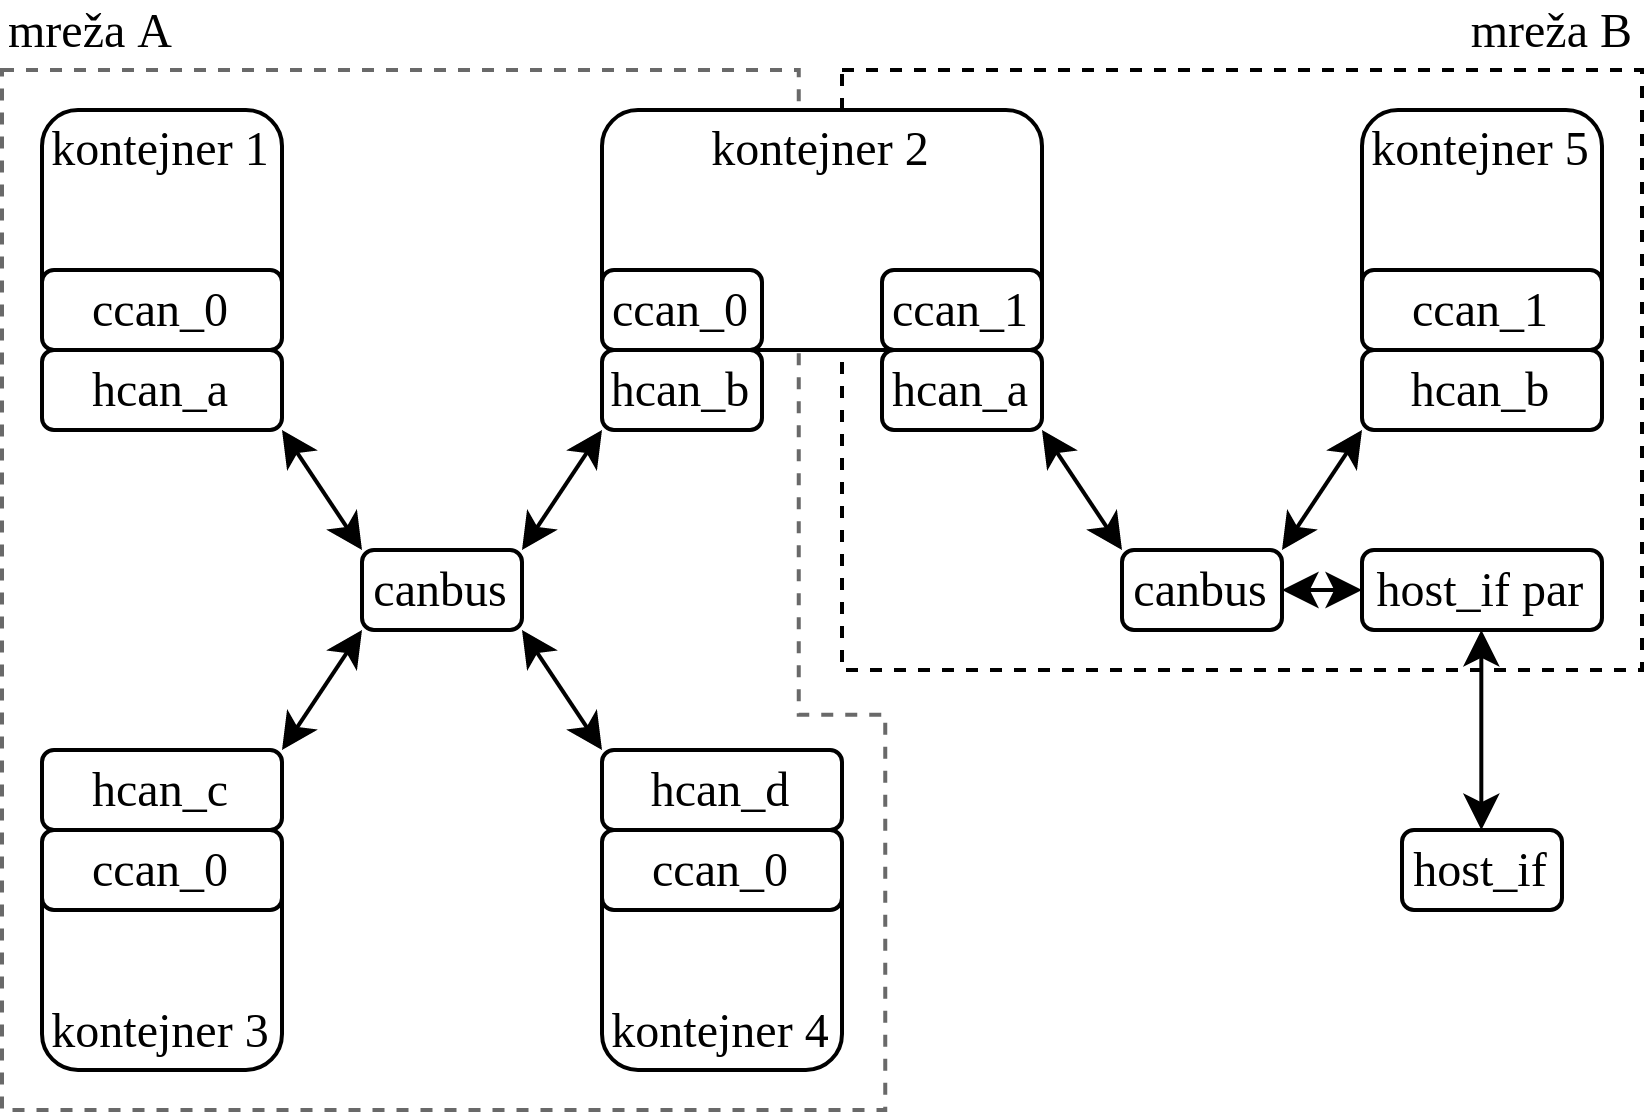 mreža A
mreža B
kontejner 1
kontejner 2
kontejner 5
ccan_0
ccan_0
ccan_1
ccan_1
hcan_a
hcan_b
hcan_a
hcan_b
canbus
canbus
host_if par
hcan_c
hcan_d
ccan_0
ccan_0
host_if
kontejner 3
kontejner 4